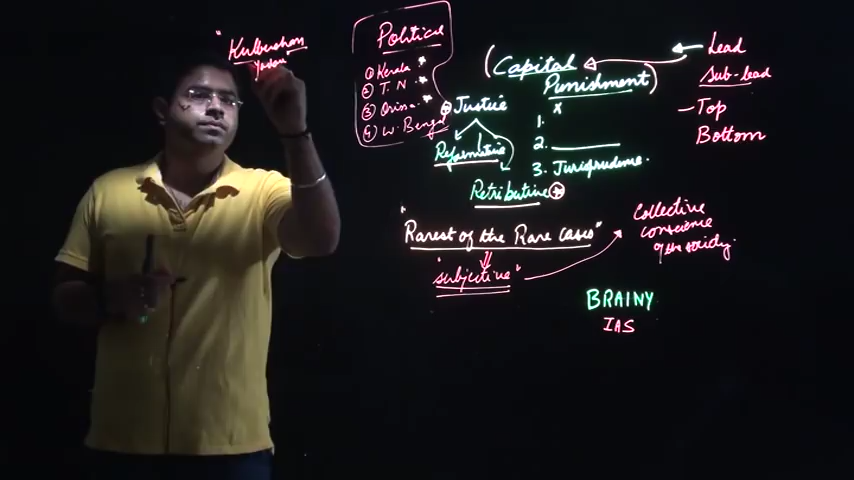 "Kulbushan
Yadav
Political
① Kerala *
② T.N *
③ Orissa *
④ W. Bengal
(Capital
Punishment)
x
1.
2.
3. Jurisprudence.
Justice
Reformative
Retributive *
"Rarest of the Rare Cases"
"subjective"
Collective
conscience
of the society.
Lead
Sub-lead
Top
Bottom
BRAINY
IAS